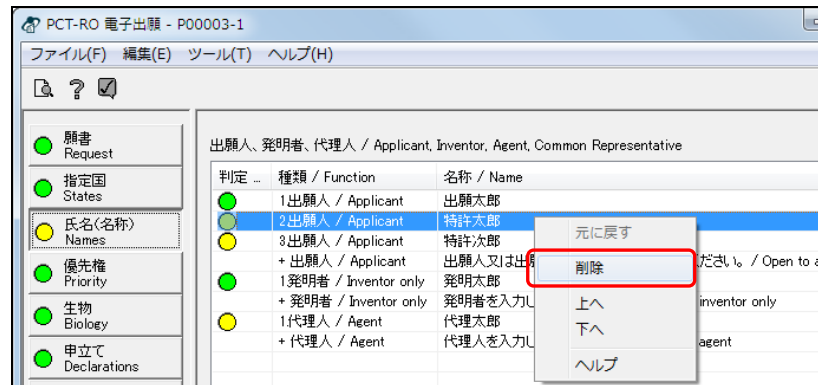 PCT-RO 電子出願 - P00003-1
ファイル(F) 編集(E) ツール(T) ヘルプ(H)
願書
Request
指定国
States
氏名(名称)
Names
優先権
Priority
生物
Biology
申立て
Declarations
出願人、発明者、代理人 / Applicant, Inventor, Agent, Common Representative
判定 ... 種類 / Function 名称 / Name
1出願人 / Applicant 出願太郎
2出願人 / Applicant 特許太郎
3出願人 / Applicant 特許次郎
+ 出願人 / Applicant 出願人又は出 ださい。 / Open to a
1発明者 / Inventor only 発明太郎
+ 発明者 / Inventor only 発明者を入力し inventor only
1代理人 / Agent 代理太郎
+ 代理人 / Agent 代理人を入力し agent
元に戻す
削除
上へ
下へ
ヘルプ